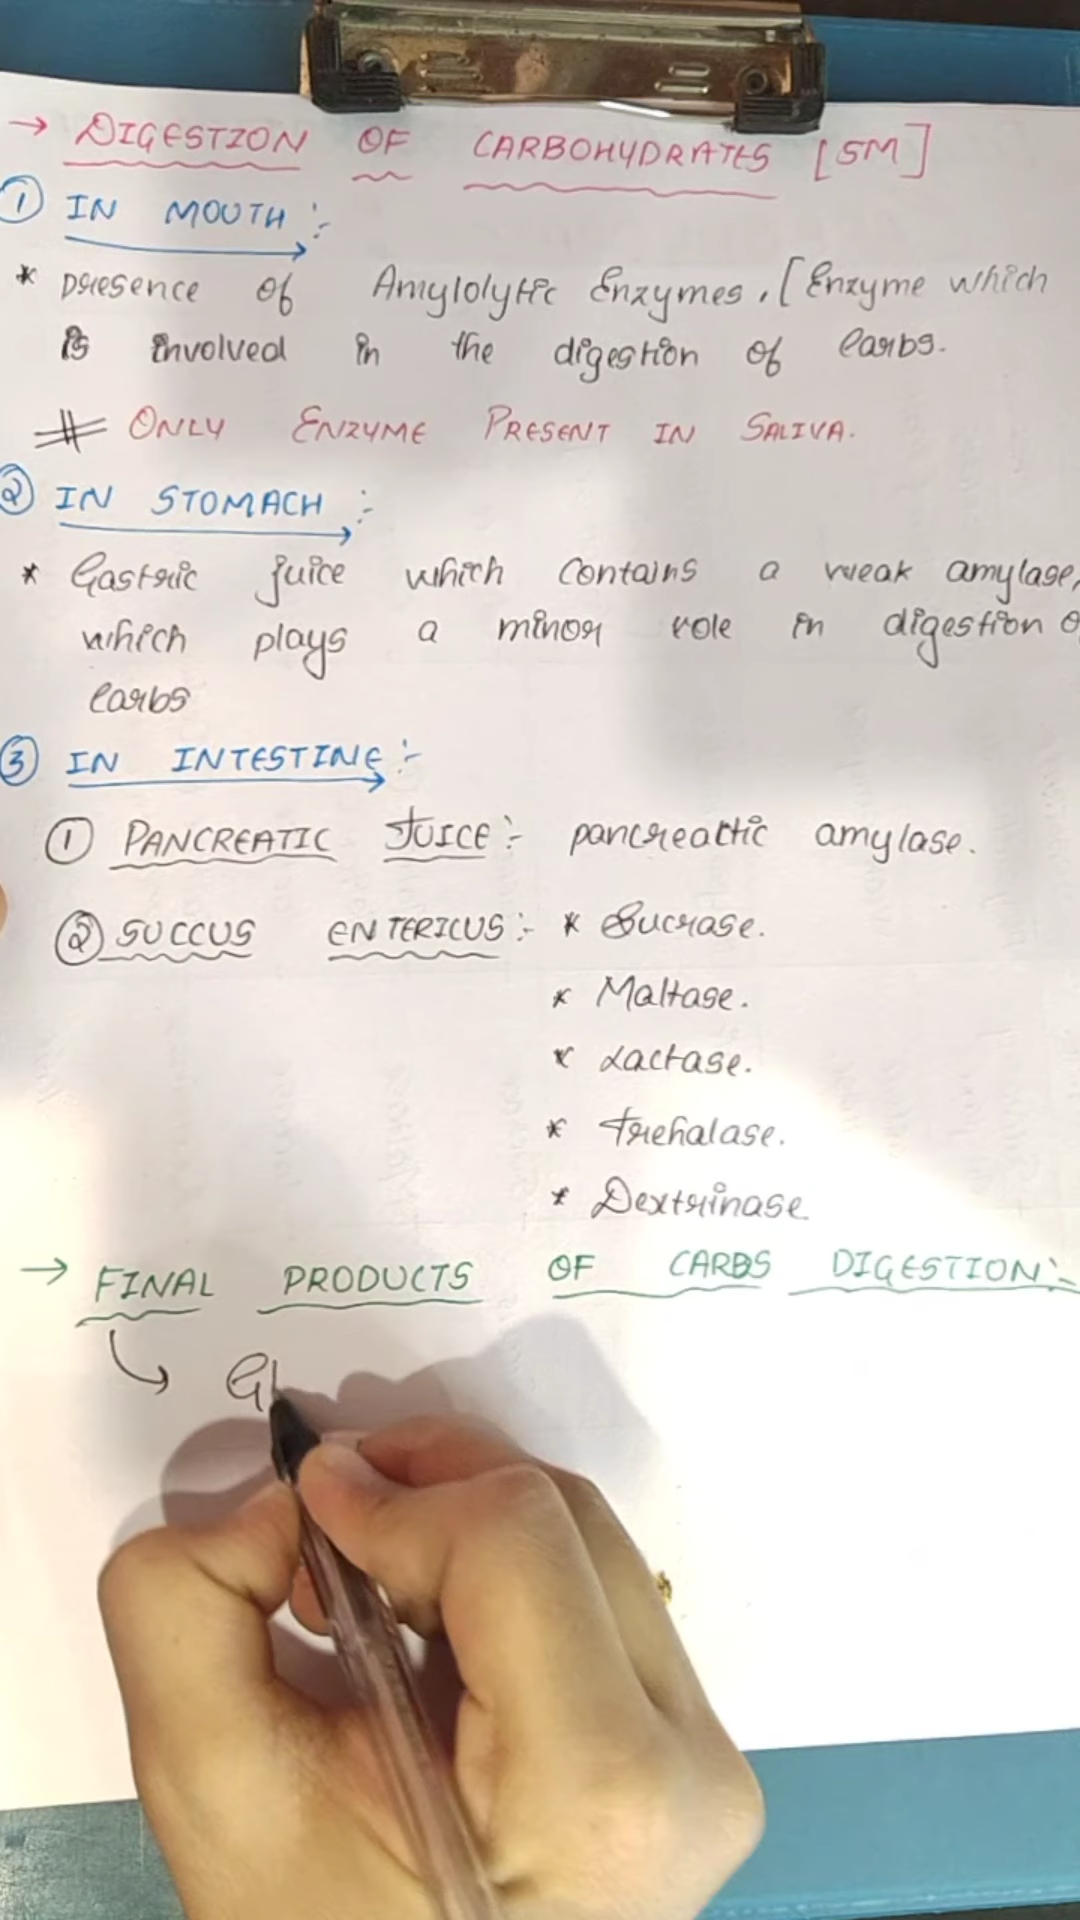 → DIGESTION OF CARBOHYDRATES [5M]
① IN MOUTH :-
* presence of Amylolytic Enzymes, [Enzyme which
is involved in the digestion of Carbs.
# ONLY ENZYME PRESENT IN SALIVA.
② IN STOMACH :-
* Gastric juice which contains a weak amylase,
which plays a minor role in digestion o
Carbs
③ IN INTESTINE :-
① PANCREATIC JUICE :- pancreactic amylase.
② SUCCUS ENTERICUS :- * Sucrase.
* Maltase.
* Lactase.
* Trehalase.
* Dextrinase
→ FINAL PRODUCTS OF CARBS DIGESTION :-
↳ Gl